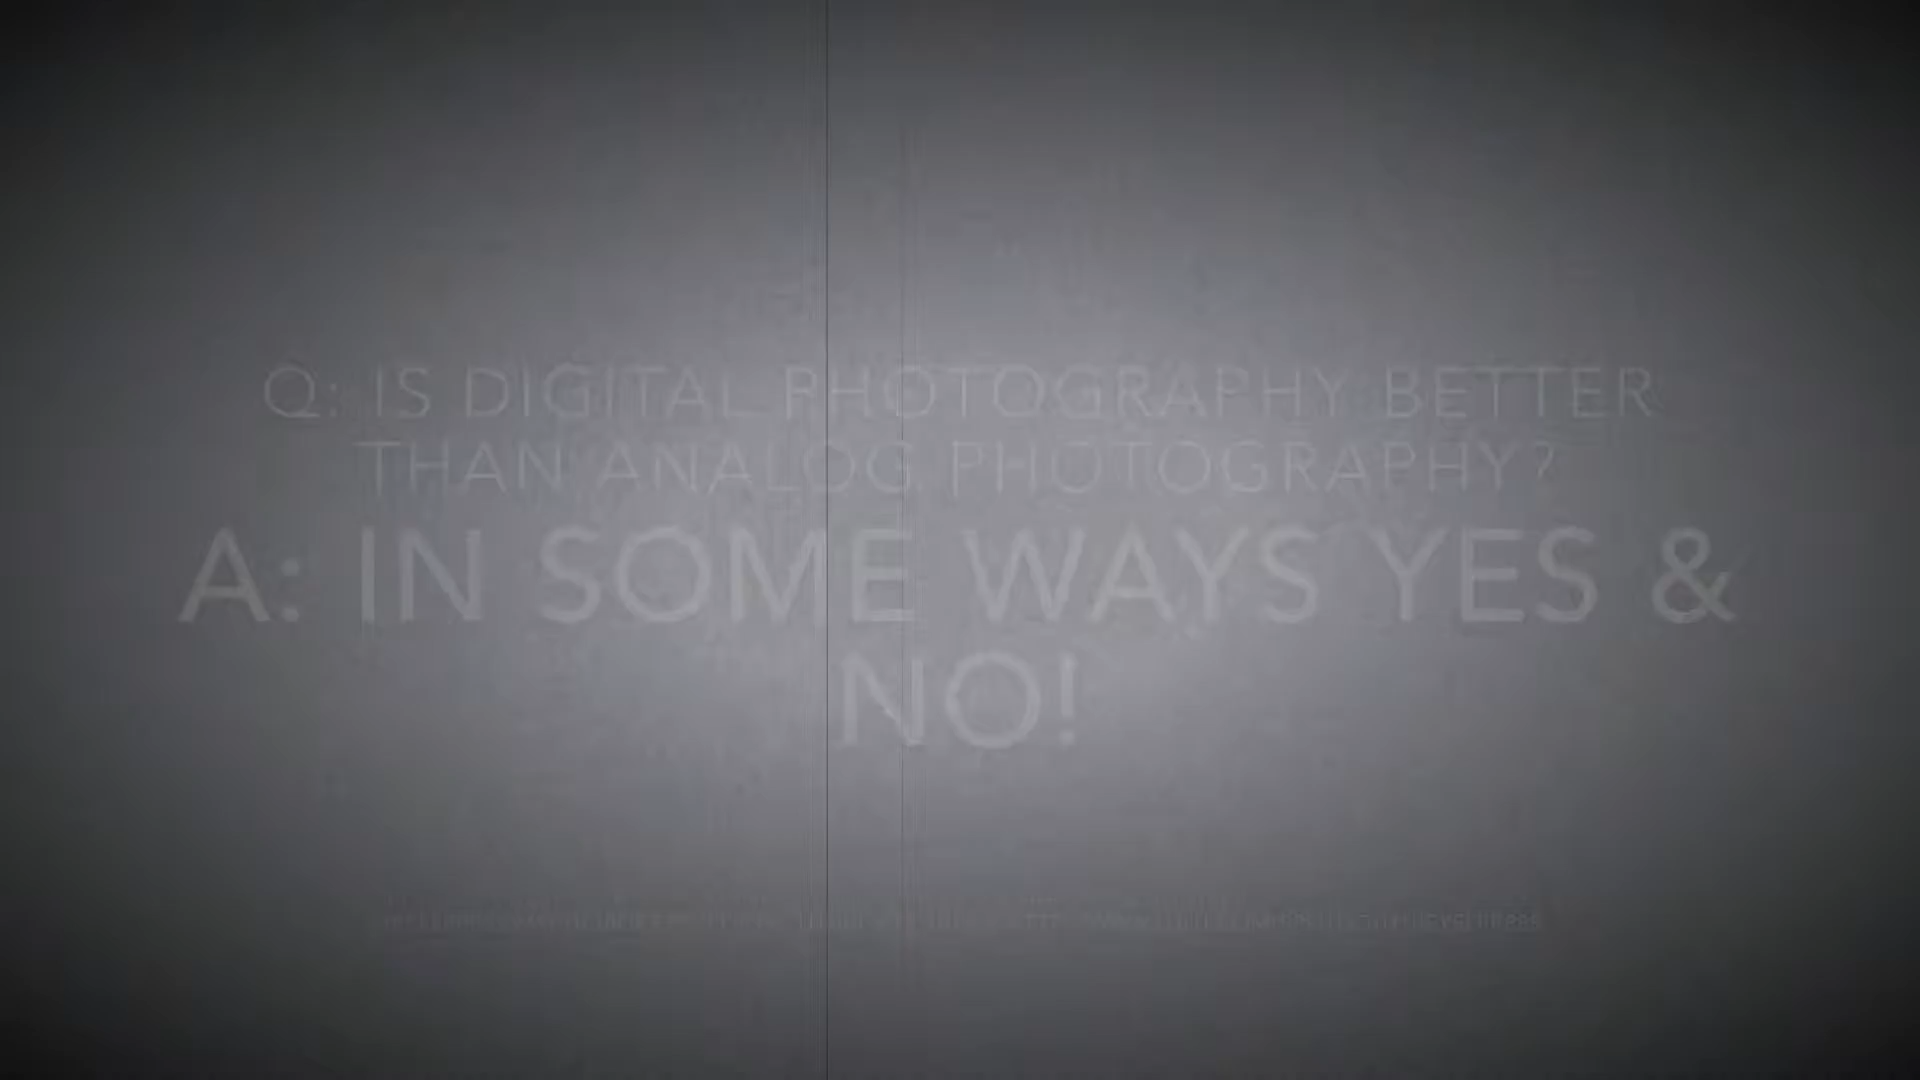 Q: IS DIGITAL PHOTOGRAPHY BETTER
THAN ANALOG PHOTOGRAPHY?
A: IN SOME WAYS YES &
NO!